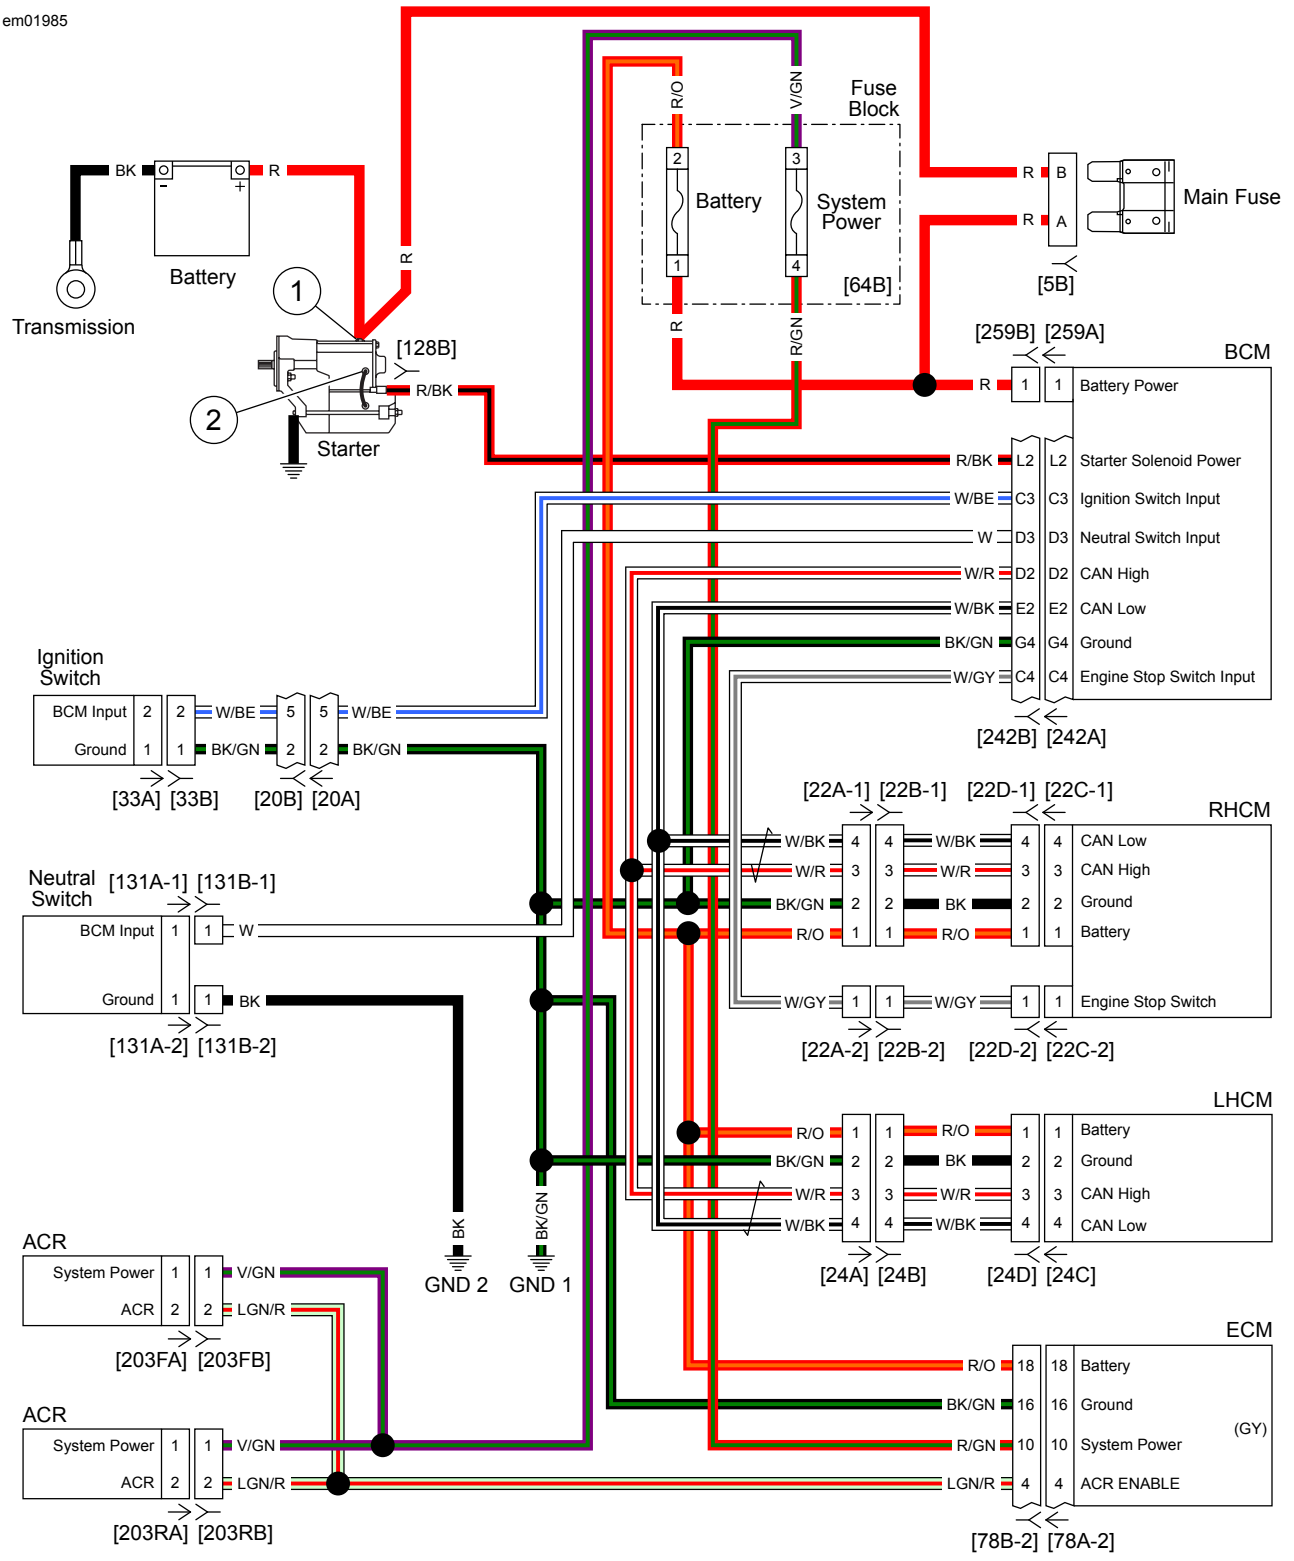 em01985
R/O
V/GN
Fuse
Block
BK
R
- +
2
3
Battery
System
Power
1
4
[64B]
R
B
R
A
Main Fuse
[5B]
Battery
Transmission
R
1
2
[128B]
R/BK
Starter
R
R/GN
[259B] [259A]
BCM
R 1 1 Battery Power
R/BK L2 L2 Starter Solenoid Power
W/BE C3 C3 Ignition Switch Input
W D3 D3 Neutral Switch Input
W/R D2 D2 CAN High
W/BK E2 E2 CAN Low
BK/GN G4 G4 Ground
W/GY C4 C4 Engine Stop Switch Input
[242B] [242A]
Ignition
Switch
BCM Input 2 2 W/BE 5 5 W/BE
Ground 1 1 BK/GN 2 2 BK/GN
[33A] [33B] [20B] [20A]
[22A-1] [22B-1] [22D-1] [22C-1]
RHCM
W/BK 4 4 W/BK 4 4 CAN Low
W/R 3 3 W/R 3 3 CAN High
BK/GN 2 2 BK 2 2 Ground
R/O 1 1 R/O 1 1 Battery
W/GY 1 1 W/GY 1 1 Engine Stop Switch
[22A-2] [22B-2] [22D-2] [22C-2]
Neutral
Switch
[131A-1] [131B-1]
BCM Input 1 1 W
Ground 1 1 BK
[131A-2] [131B-2]
LHCM
R/O 1 1 R/O 1 1 Battery
BK/GN 2 2 BK 2 2 Ground
W/R 3 3 W/R 3 3 CAN High
W/BK 4 4 W/BK 4 4 CAN Low
[24A] [24B] [24D] [24C]
BK
BK/GN
GND 2 GND 1
ACR
System Power 1 1 V/GN
ACR 2 2 LGN/R
[203FA] [203FB]
ACR
System Power 1 1 V/GN
ACR 2 2 LGN/R
[203RA] [203RB]
ECM
R/O 18 18 Battery
BK/GN 16 16 Ground
(GY)
R/GN 10 10 System Power
LGN/R 4 4 ACR ENABLE
[78B-2] [78A-2]